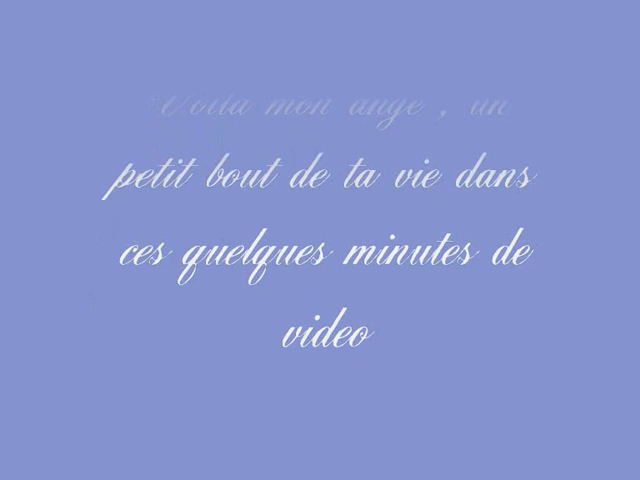 Voila mon ange , un
petit bout de ta vie dans
ces quelques minutes de
video